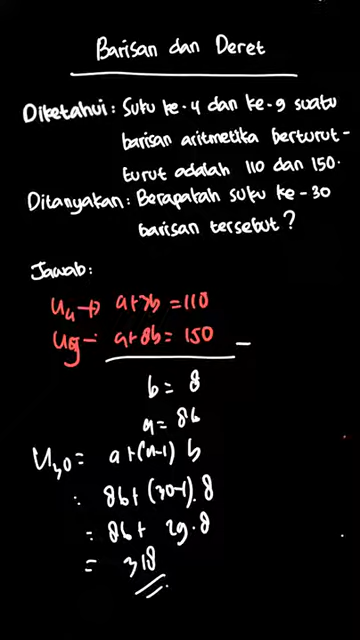 Barisan dan Deret
Diketahui: Suku ke-4 dan ke-9 suatu
barisan aritmetika berturut-
turut adalah 110 dan 150.
Ditanyakan: Berapakah suku ke-30
barisan tersebut?
Jawab:
U₄ → a+3b = 110
U₉ - a+8b = 150 -
b = 8
a = 86
U₃₀ = a+(n-1) b
: 86+(30-1).8
= 86+ 29.8
= 318